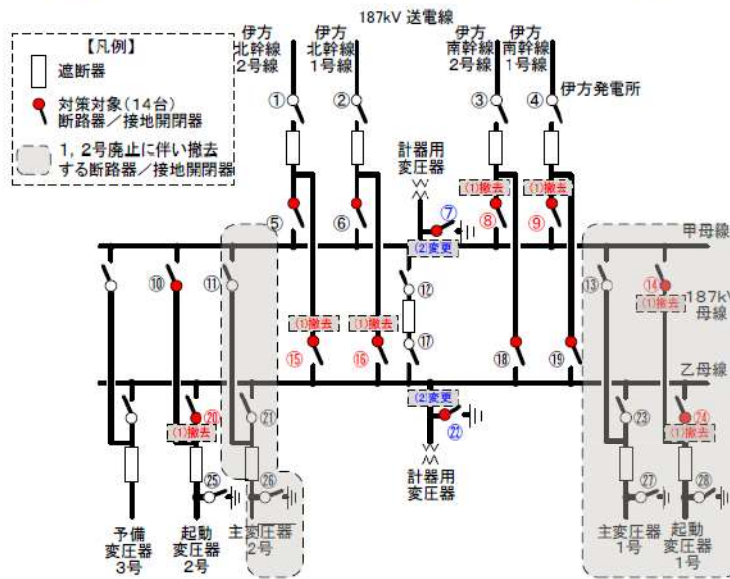 187kV 送電線
【凡例】
遮断器
対策対象(14台)
断路器/接地開閉器
1, 2号廃止に伴い撤去
する断路器/接地開閉器
伊方
北幹線
2号線
伊方
北幹線
1号線
伊方
南幹線
2号線
伊方
南幹線
1号線
伊方発電所
①
②
③
④
計器用
変圧器
(1)撤去
(1)撤去
⑤
⑥
⑦
⑧
⑨
(2)変更
甲母線
⑩
⑪
⑫
⑬
⑭
(1)撤去
187kV
母線
(1)撤去
(1)撤去
⑮
⑯
⑰
⑱
⑲
乙母線
(2)変更
⑳
(1)撤去
㉑
㉒
㉓
㉔
(1)撤去
計器用
変圧器
㉕
㉖
㉗
㉘
予備
変圧器
3号
起動
変圧器
2号
主変圧器
2号
主変圧器
1号
起動
変圧器
1号